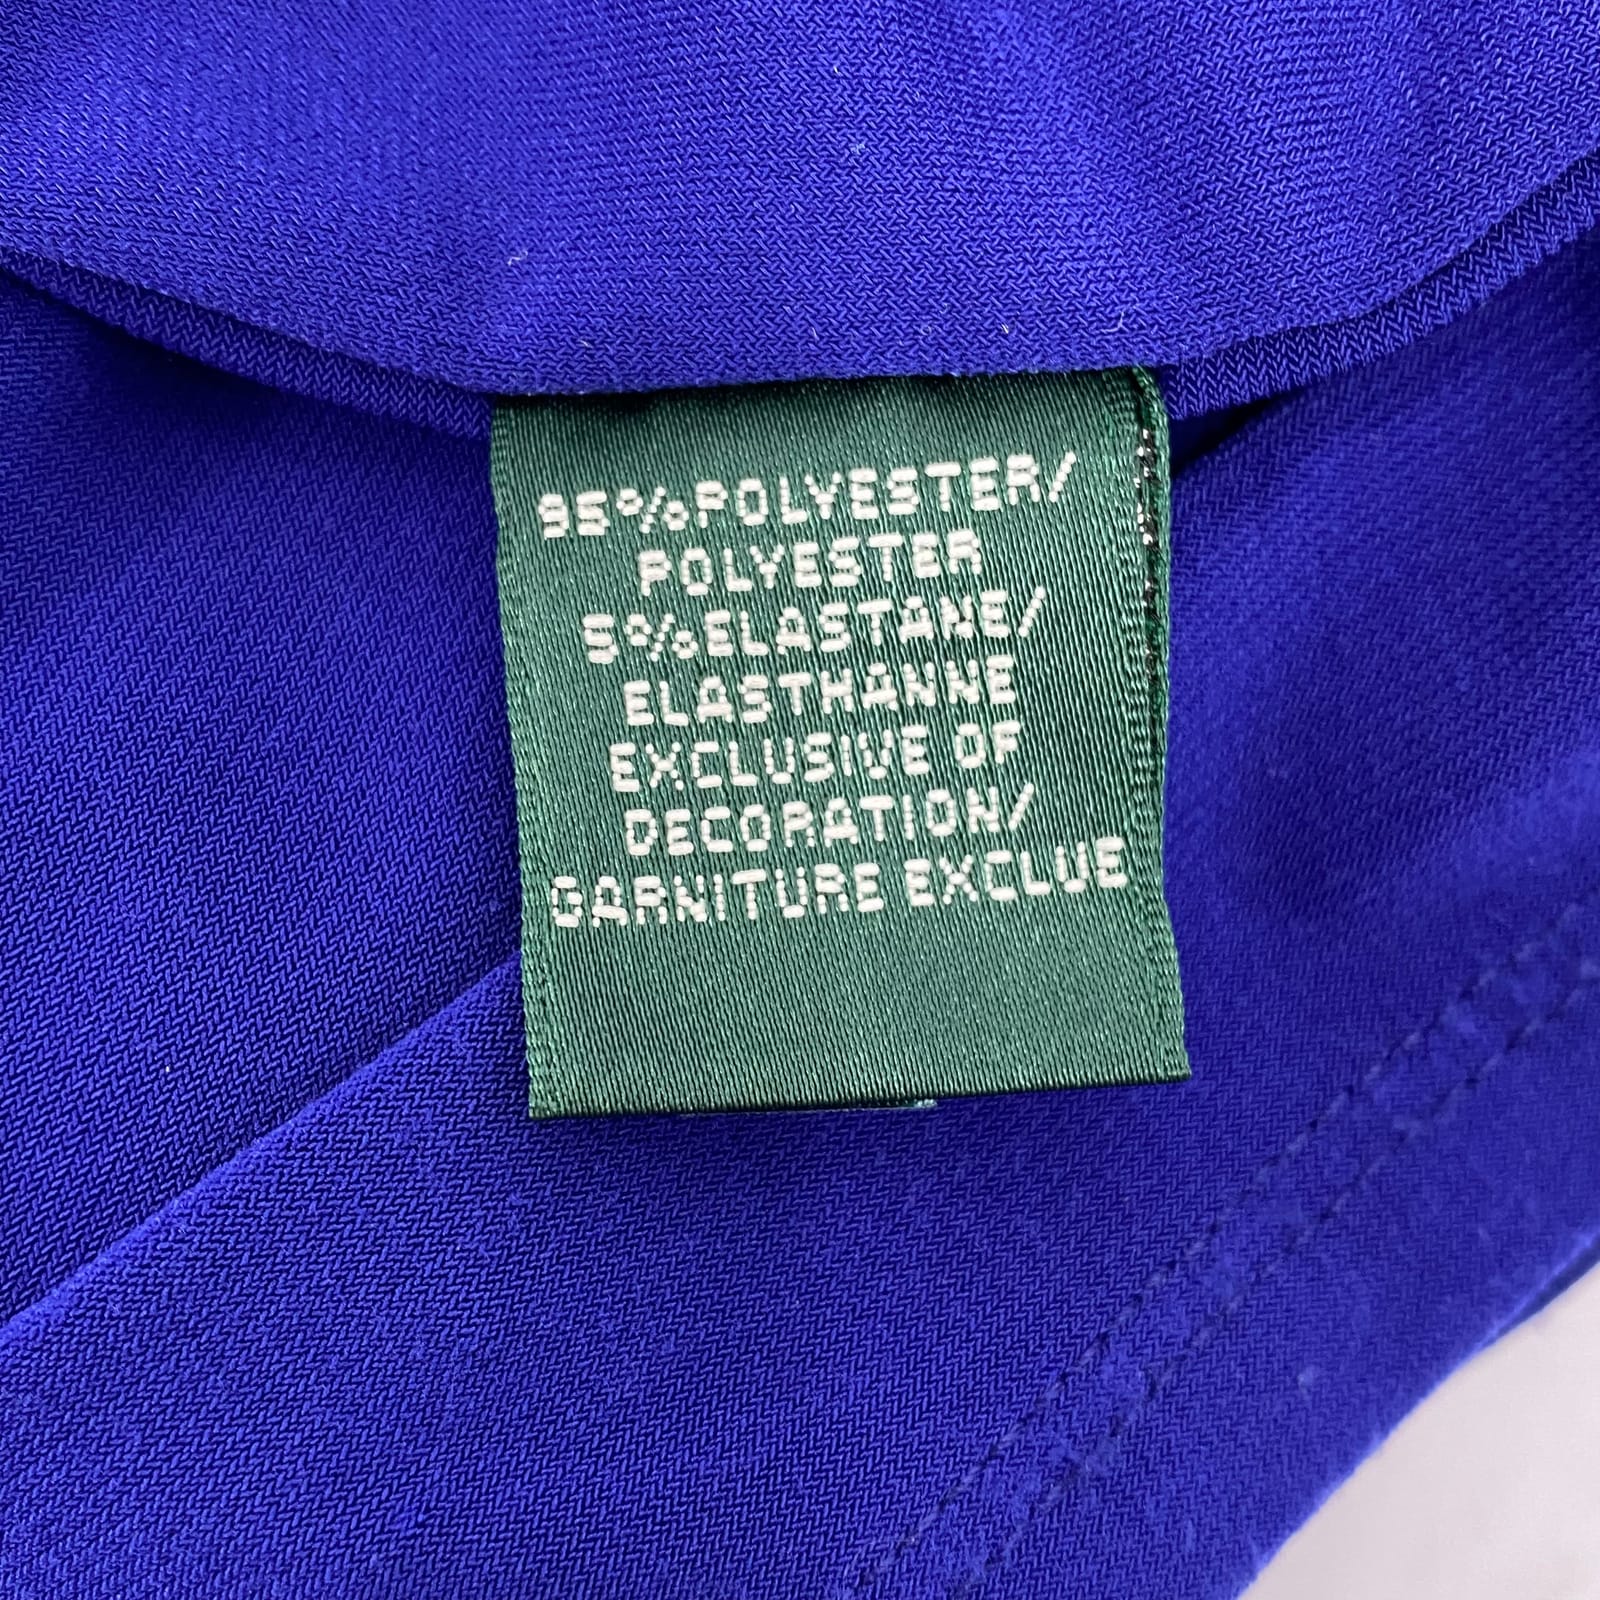 95%POLYESTER/
POLYESTER
5%ELASTANE/
ELASTHANNE
EXCLUSIVE OF
DECORATION/
GARNITURE EXCLUE